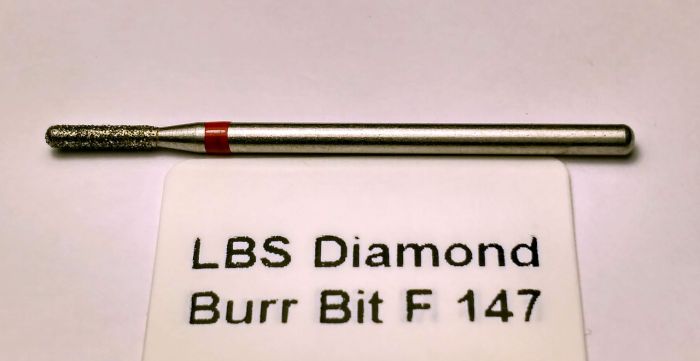 LBS Diamond
Burr Bit F 147